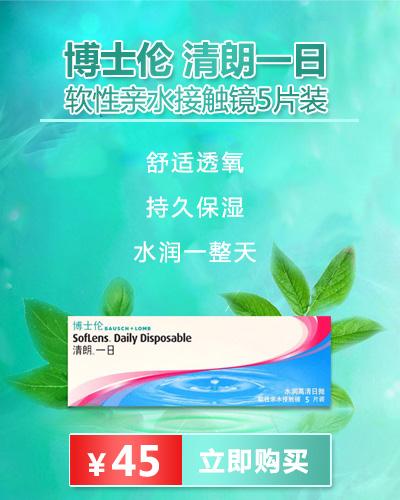 博士伦 清朗一日
软性亲水接触镜5片装
舒适透氧
持久保湿
水润一整天
博士伦 BAUSCH + LOMB
SofLens® Daily Disposable
清朗™一日
水润高清日抛
软性亲水接触镜 5 片装
¥45 立即购买